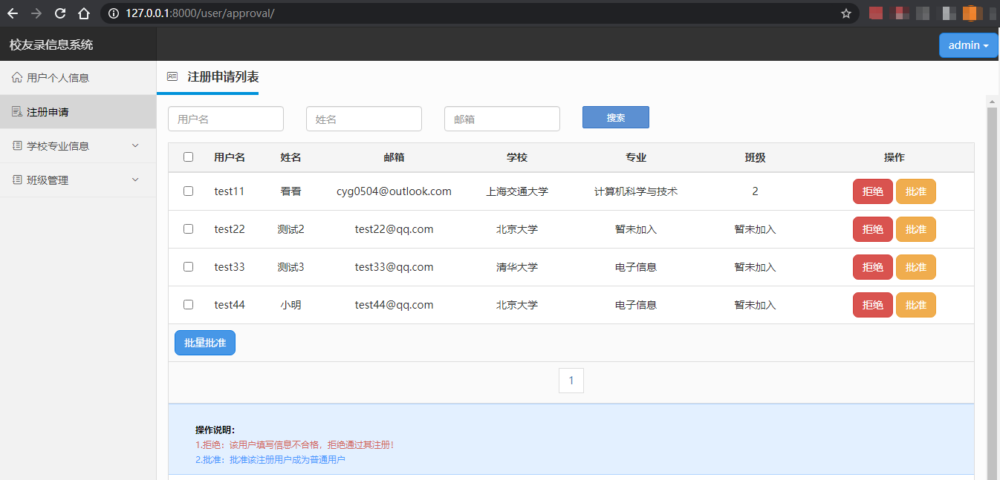 127.0.0.1:8000/user/approval/
校友录信息系统
admin
用户个人信息
注册申请
学校专业信息
班级管理
注册申请列表
用户名 姓名 邮箱 搜索
用户名 姓名 邮箱 学校 专业 班级 操作
test11 看看 cyg0504@outlook.com 上海交通大学 计算机科学与技术 2 拒绝 批准
test22 测试2 test22@qq.com 北京大学 暂未加入 暂未加入 拒绝 批准
test33 测试3 test33@qq.com 清华大学 电子信息 暂未加入 拒绝 批准
test44 小明 test44@qq.com 北京大学 电子信息 暂未加入 拒绝 批准
批量批准
1
操作说明:
1.拒绝：该用户填写信息不合格，拒绝通过其注册！
2.批准：批准该注册用户成为普通用户